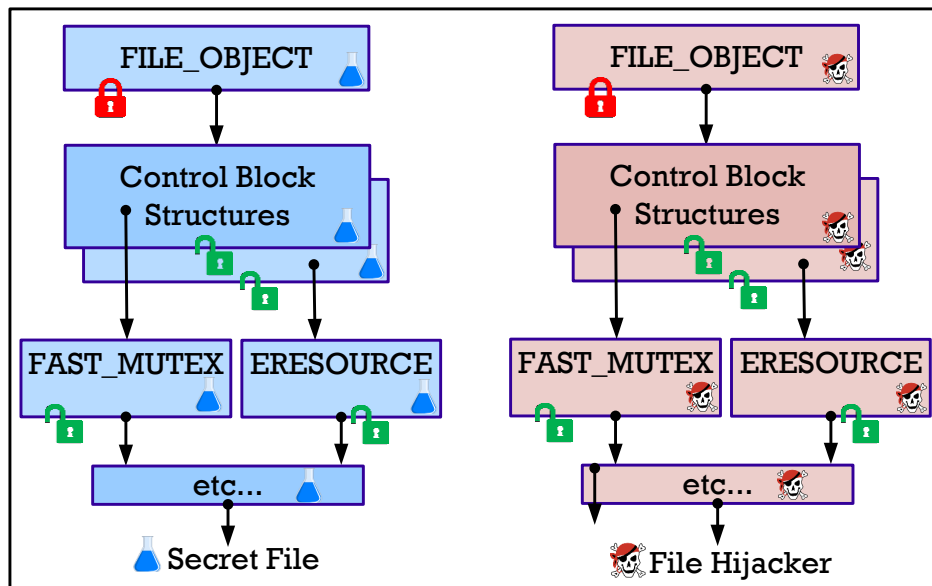 FILE_OBJECT
Control Block
Structures
FAST_MUTEX
ERESOURCE
etc...
Secret File
FILE_OBJECT
Control Block
Structures
FAST_MUTEX
ERESOURCE
etc...
File Hijacker